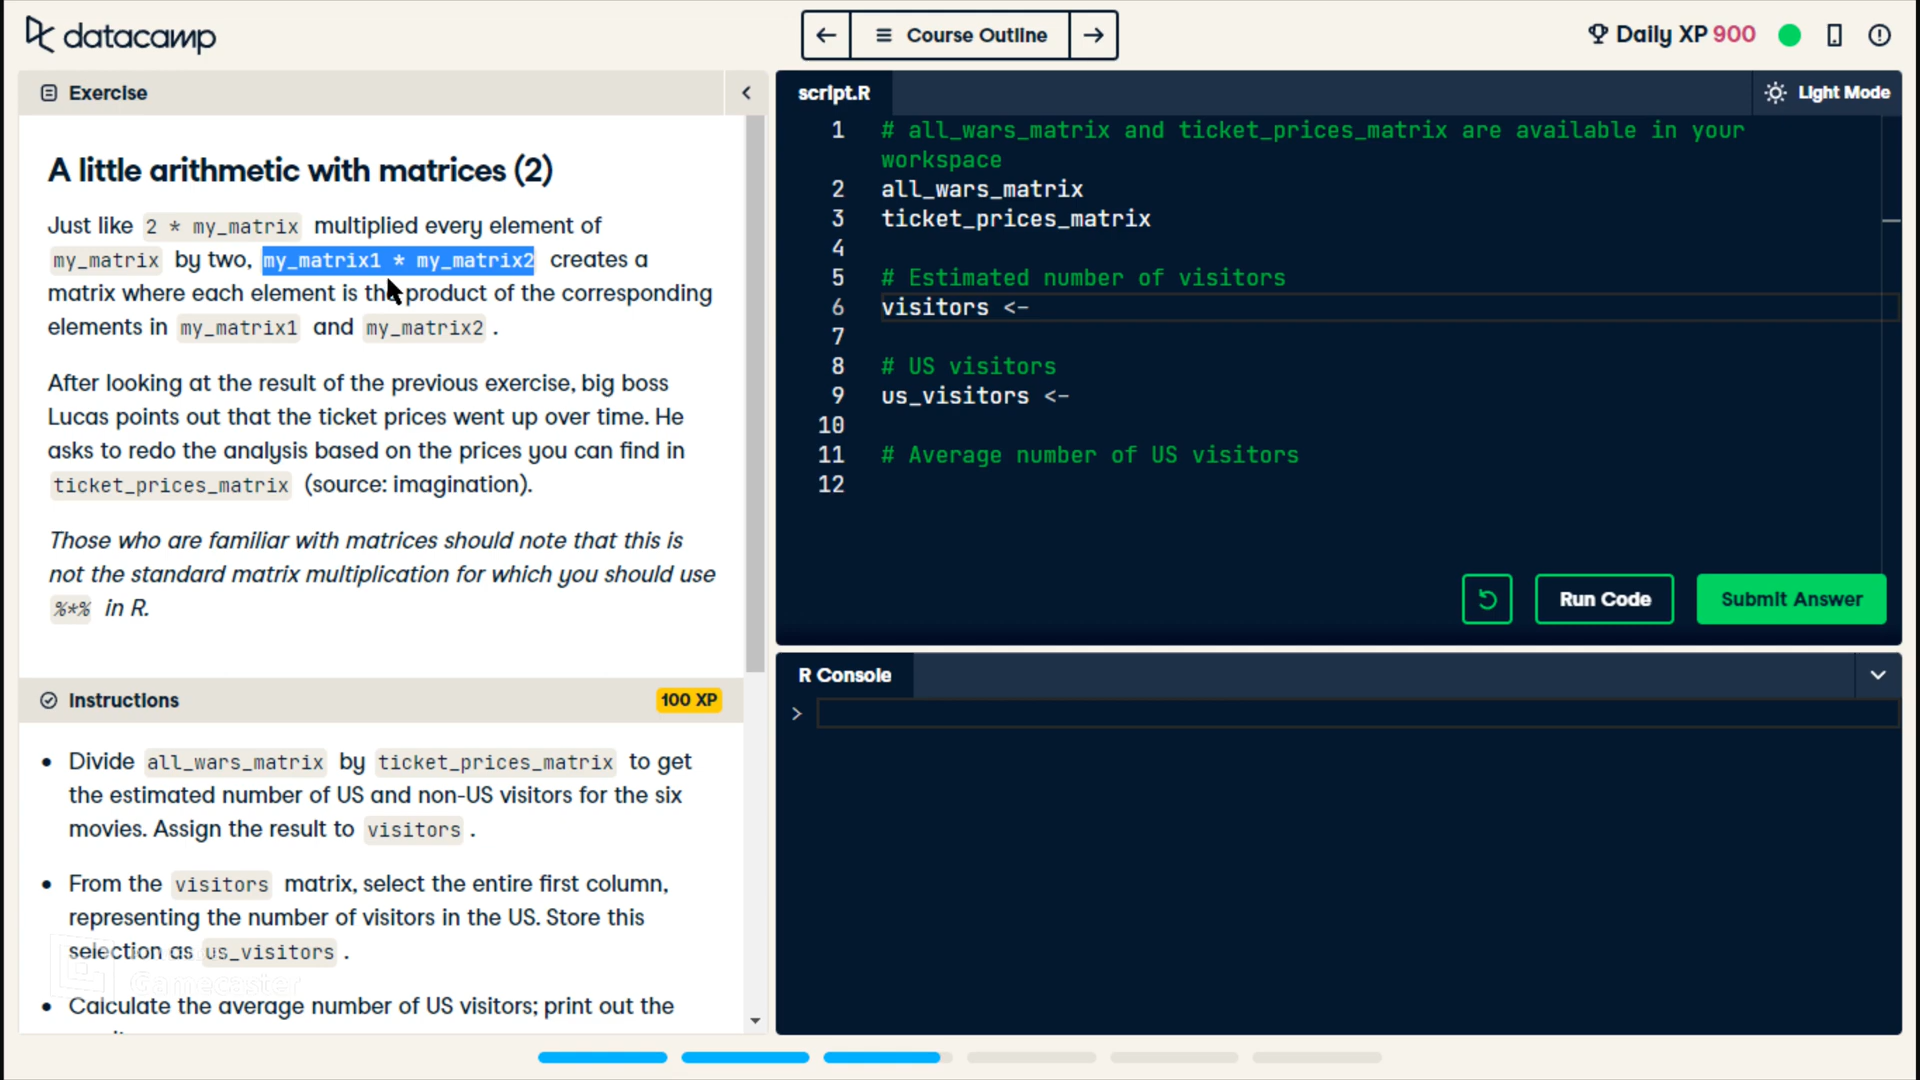 datacamp
Course Outline
Daily XP 900
Exercise
A little arithmetic with matrices (2)
Just like 2 * my_matrix multiplied every element of
my_matrix by two, my_matrix1 * my_matrix2 creates a
matrix where each element is the product of the corresponding
elements in my_matrix1 and my_matrix2 .
After looking at the result of the previous exercise, big boss
Lucas points out that the ticket prices went up over time. He
asks to redo the analysis based on the prices you can find in
ticket_prices_matrix (source: imagination).
Those who are familiar with matrices should note that this is
not the standard matrix multiplication for which you should use
%*% in R.
Instructions
100 XP
• Divide all_wars_matrix by ticket_prices_matrix to get
the estimated number of US and non-US visitors for the six
movies. Assign the result to visitors .
• From the visitors matrix, select the entire first column,
representing the number of visitors in the US. Store this
selection as us_visitors .
• Calculate the average number of US visitors; print out the
Gamecaster
script.R
Light Mode
1 # all_wars_matrix and ticket_prices_matrix are available in your
workspace
2 all_wars_matrix
3 ticket_prices_matrix
4
5 # Estimated number of visitors
6 visitors <-
7
8 # US visitors
9 us_visitors <-
10
11 # Average number of US visitors
12
Run Code
Submit Answer
R Console
>